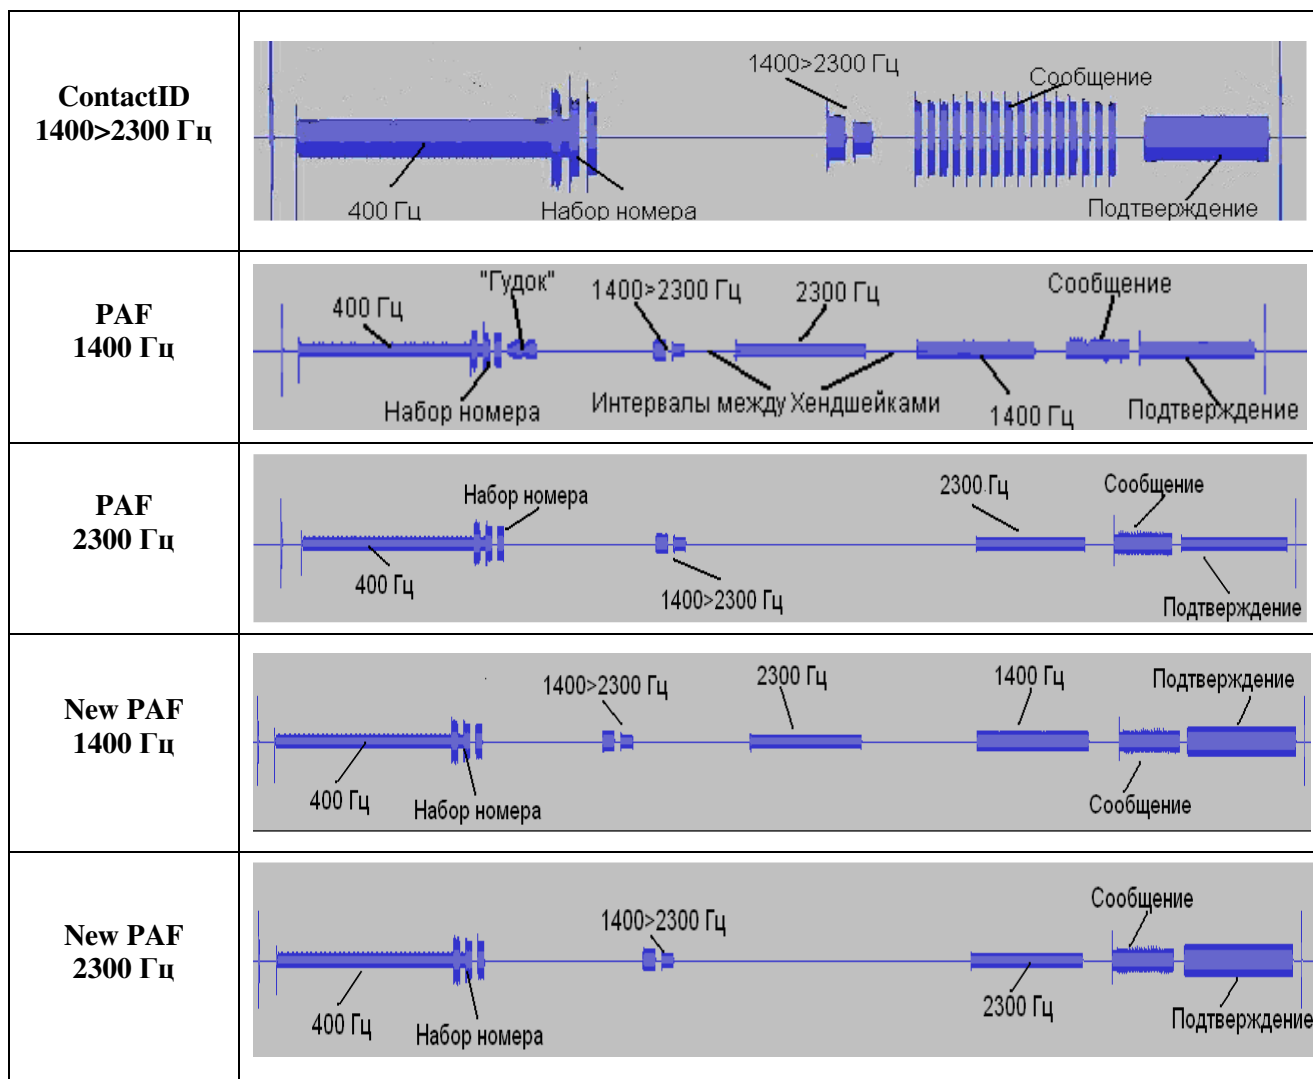 ContactID
1400>2300 Гц
1400>2300 Гц
Сообщение
400 Гц
Набор номера
Подтверждение
PAF
1400 Гц
400 Гц
"Гудок"
1400>2300 Гц
2300 Гц
Сообщение
Набор номера
Интервалы между Хендшейками
1400 Гц
Подтверждение
PAF
2300 Гц
Набор номера
2300 Гц
Сообщение
400 Гц
1400>2300 Гц
Подтверждение
New PAF
1400 Гц
1400>2300 Гц
2300 Гц
1400 Гц
Подтверждение
400 Гц
Набор номера
Сообщение
New PAF
2300 Гц
1400>2300 Гц
Сообщение
400 Гц
Набор номера
2300 Гц
Подтверждение